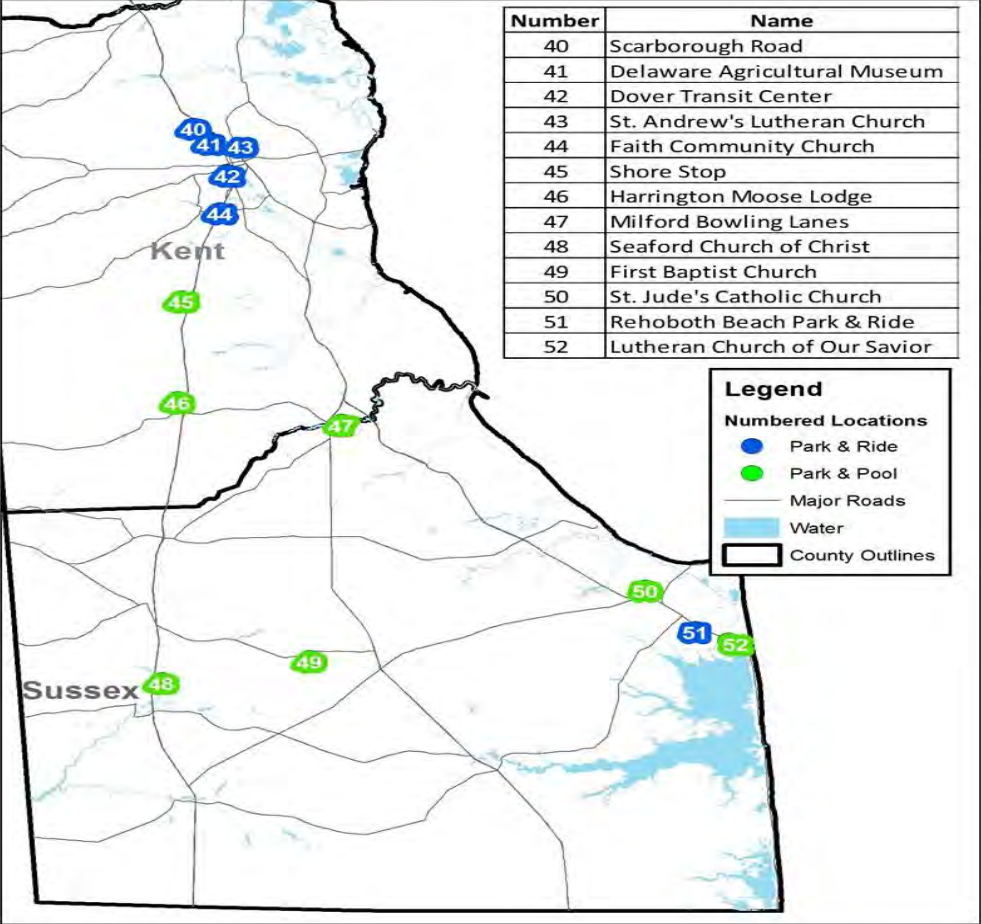 Number Name
40 Scarborough Road
41 Delaware Agricultural Museum
42 Dover Transit Center
43 St. Andrew's Lutheran Church
44 Faith Community Church
45 Shore Stop
46 Harrington Moose Lodge
47 Milford Bowling Lanes
48 Seaford Church of Christ
49 First Baptist Church
50 St. Jude's Catholic Church
51 Rehoboth Beach Park & Ride
52 Lutheran Church of Our Savior
Legend
Numbered Locations
Park & Ride
Park & Pool
Major Roads
Water
County Outlines
40
41 43
42
44
Kent
45
46
47
50
51
52
49
Sussex 48